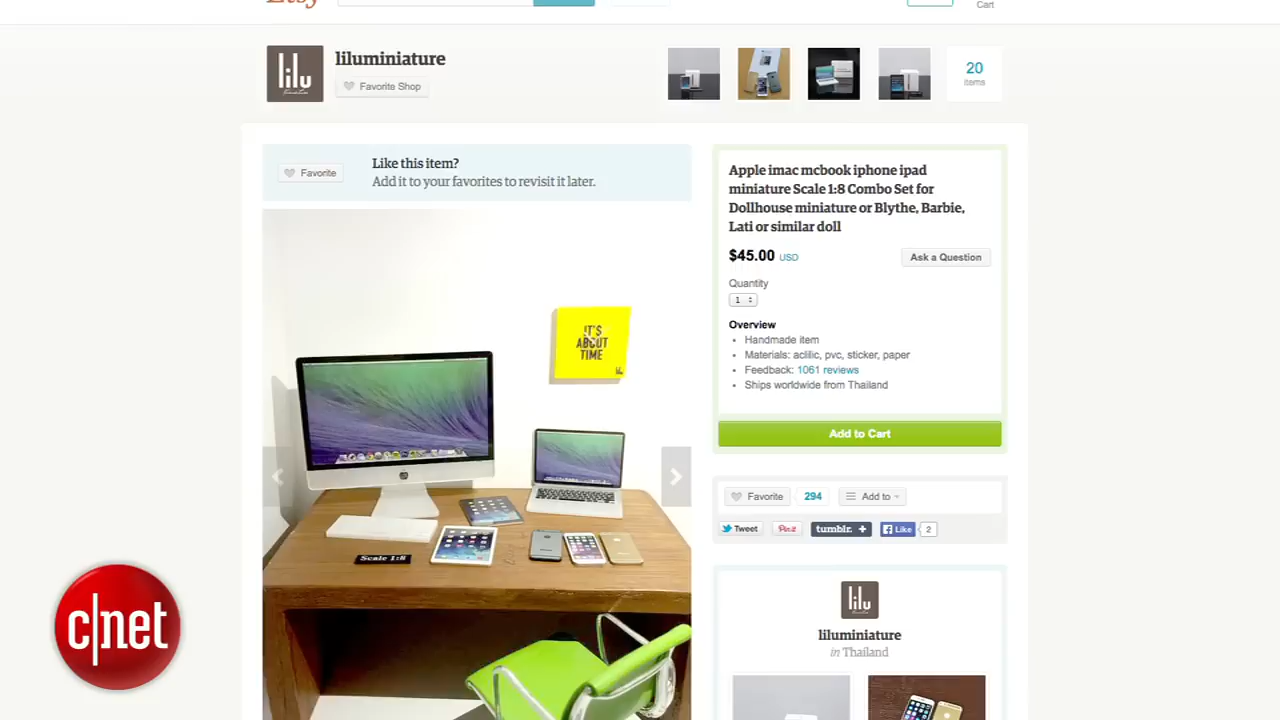 Etsy
Cart
lilu
liluminiature
Favorite Shop
20
items
Favorite
Like this item?
Add it to your favorites to revisit it later.
Apple imac mcbook iphone ipad
miniature Scale 1:8 Combo Set for
Dollhouse miniature or Blythe, Barbie,
Lati or similar doll
$45.00 USD
Ask a Question
Quantity
1
Overview
Handmade item
Materials: aclilic, pvc, sticker, paper
Feedback: 1061 reviews
Ships worldwide from Thailand
Add to Cart
IT'S
ABOUT
TIME
Scale 1:8
Favorite
294
Add to
Tweet
Pin it
tumblr. +
Like
2
lilu
liluminiature
in Thailand
c|net